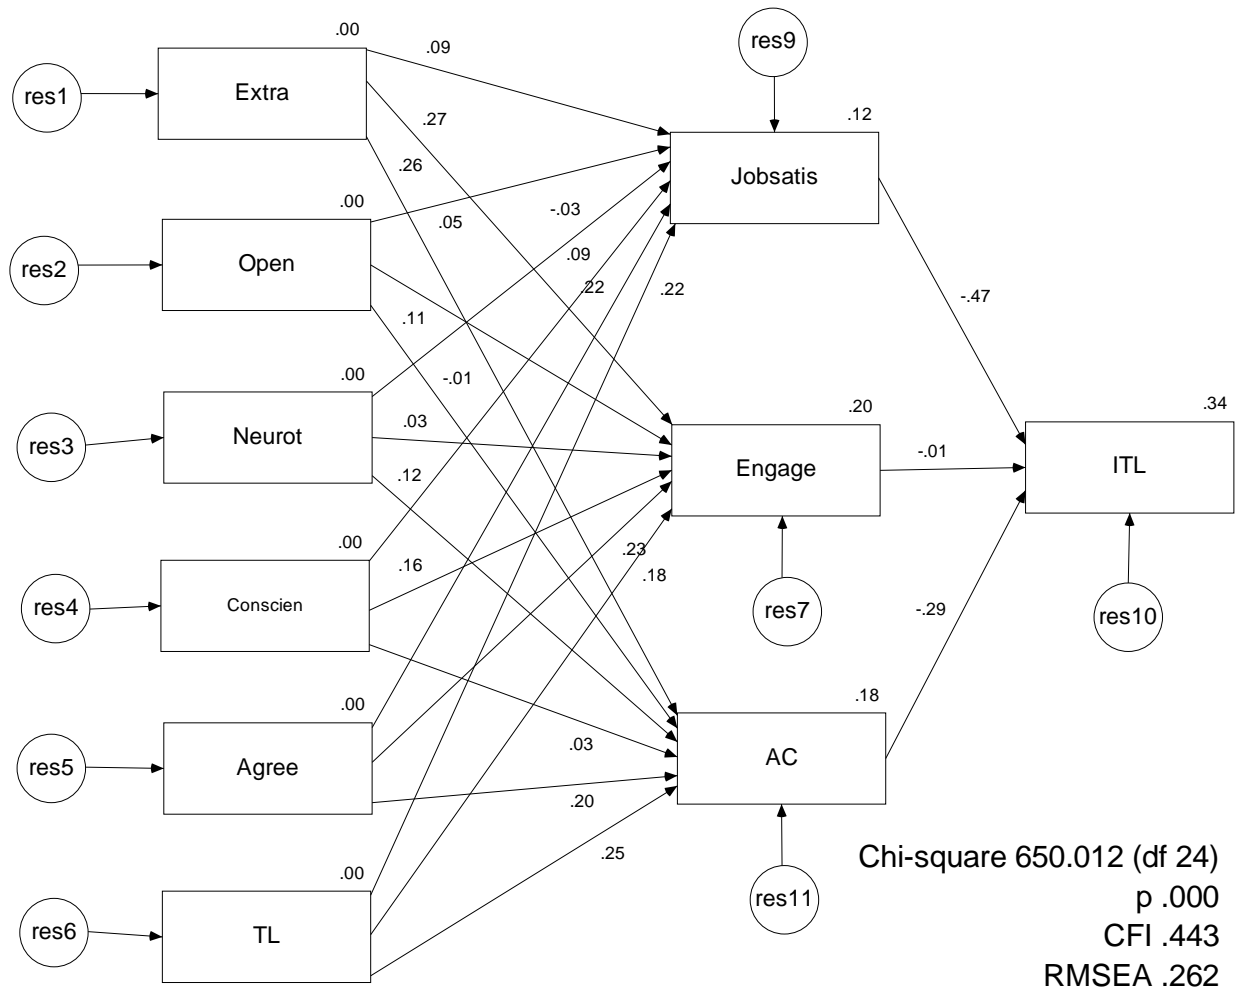 .00
.09
res9
res1
Extra
.12
.27
.26
Jobsatis
.00
-.03
.05
res2
Open
.09
.22
.22
-.47
.11
.00
-.01
.20
.34
res3
Neurot
.03
Engage
-.01
ITL
.12
.00
.23
.16
.18
res4
Conscien
res7
-.29
res10
.00
.18
res5
Agree
.03
AC
.20
.25
Chi-square 650.012 (df 24)
.00
p .000
res11
res6
TL
CFI .443
RMSEA .262